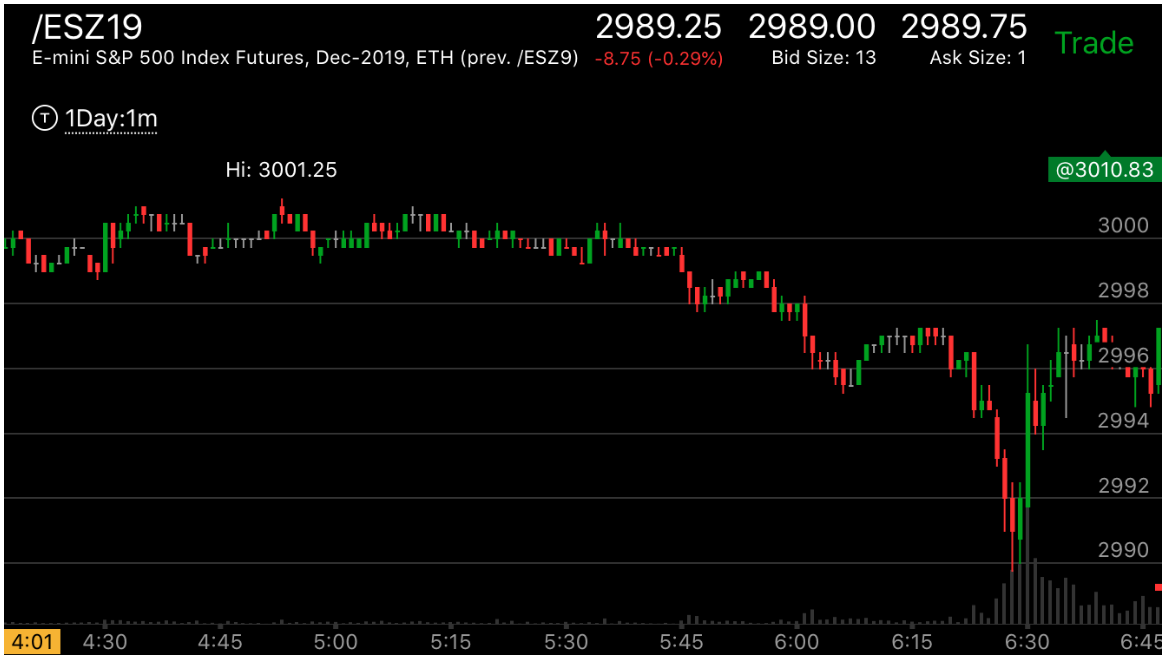 /ESZ19 2989.25 2989.00 2989.75 Trade
E-mini S&P 500 Index Futures, Dec-2019, ETH (prev. /ESZ9) -8.75 (-0.29%) Bid Size: 13 Ask Size: 1
T 1Day:1m
Hi: 3001.25 @3010.83
3000
2998
2996
2994
2992
2990
4:01 4:30 4:45 5:00 5:15 5:30 5:45 6:00 6:15 6:30 6:45